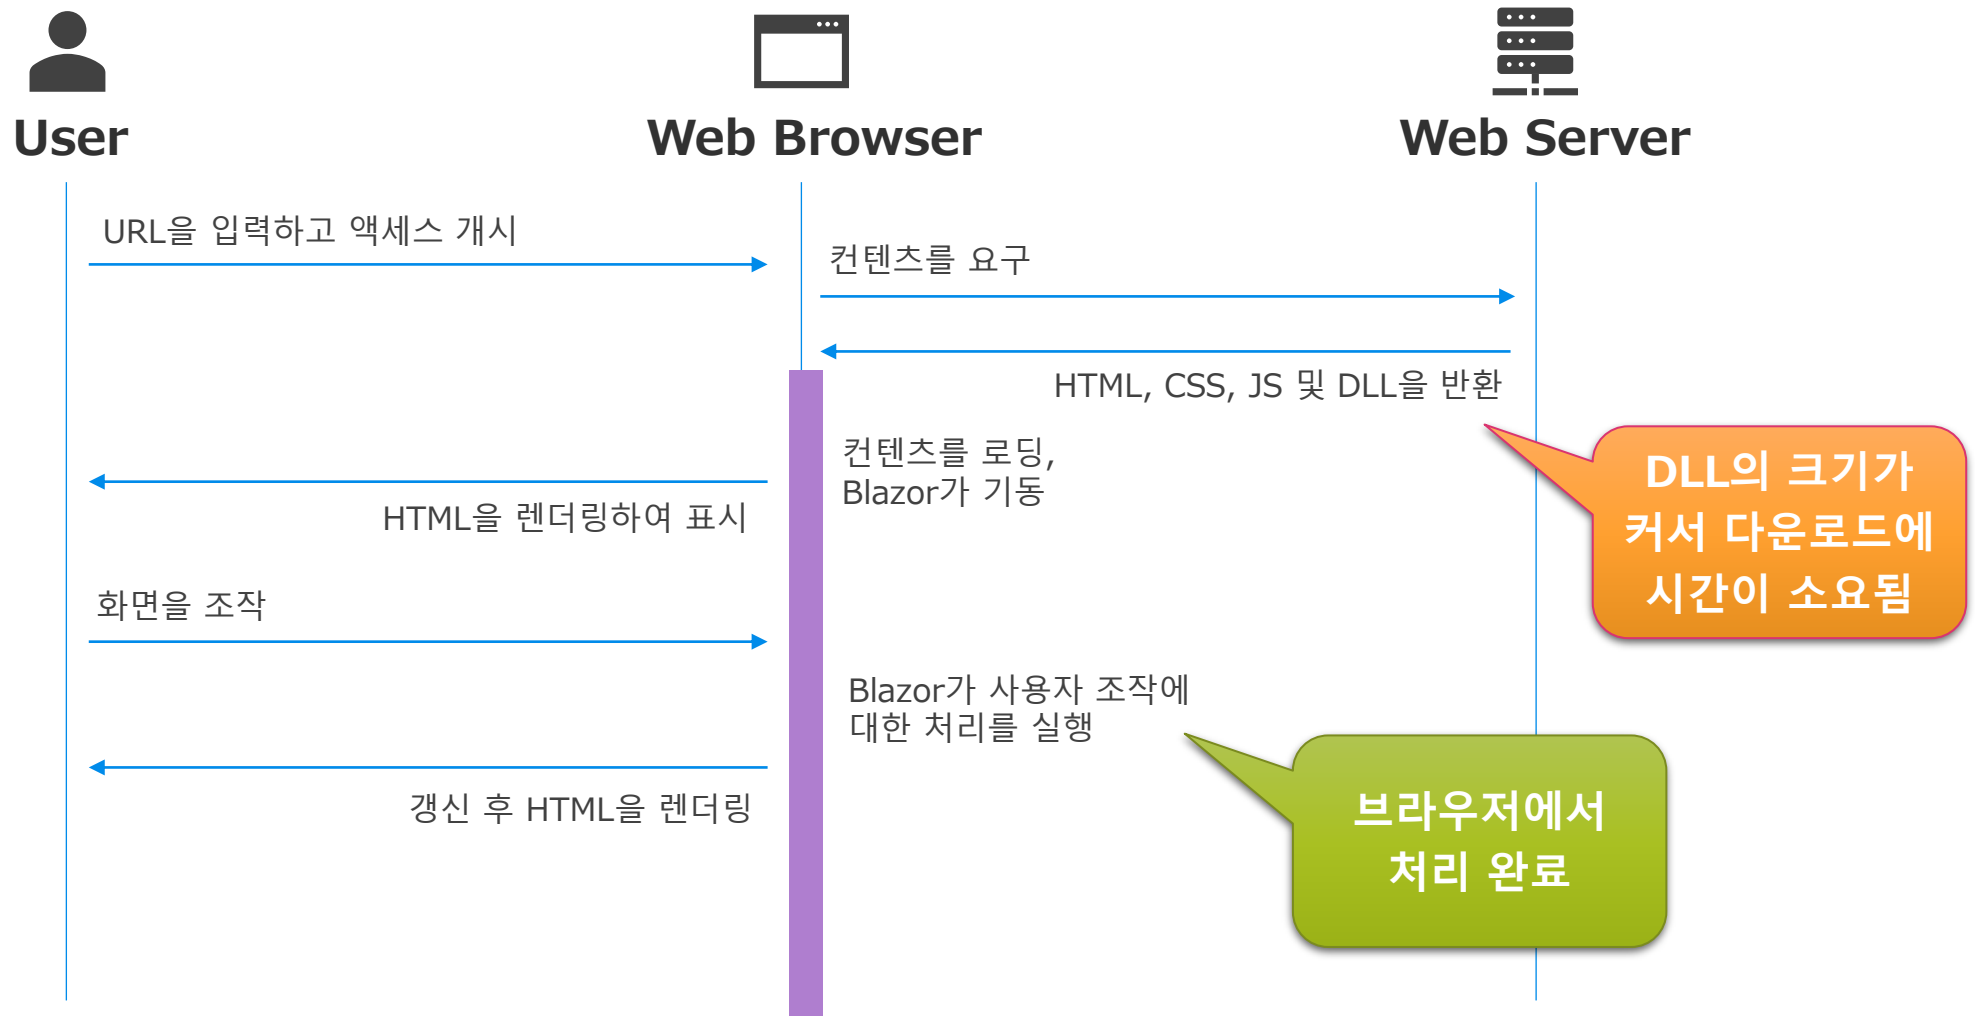 User
Web Browser
Web Server
URL을 입력하고 액세스 개시
컨텐츠를 요구
HTML, CSS, JS 및 DLL을 반환
컨텐츠를 로딩,
Blazor가 기동
DLL의 크기가
커서 다운로드에
시간이 소요됨
HTML을 렌더링하여 표시
화면을 조작
Blazor가 사용자 조작에
대한 처리를 실행
브라우저에서
처리 완료
갱신 후 HTML을 렌더링